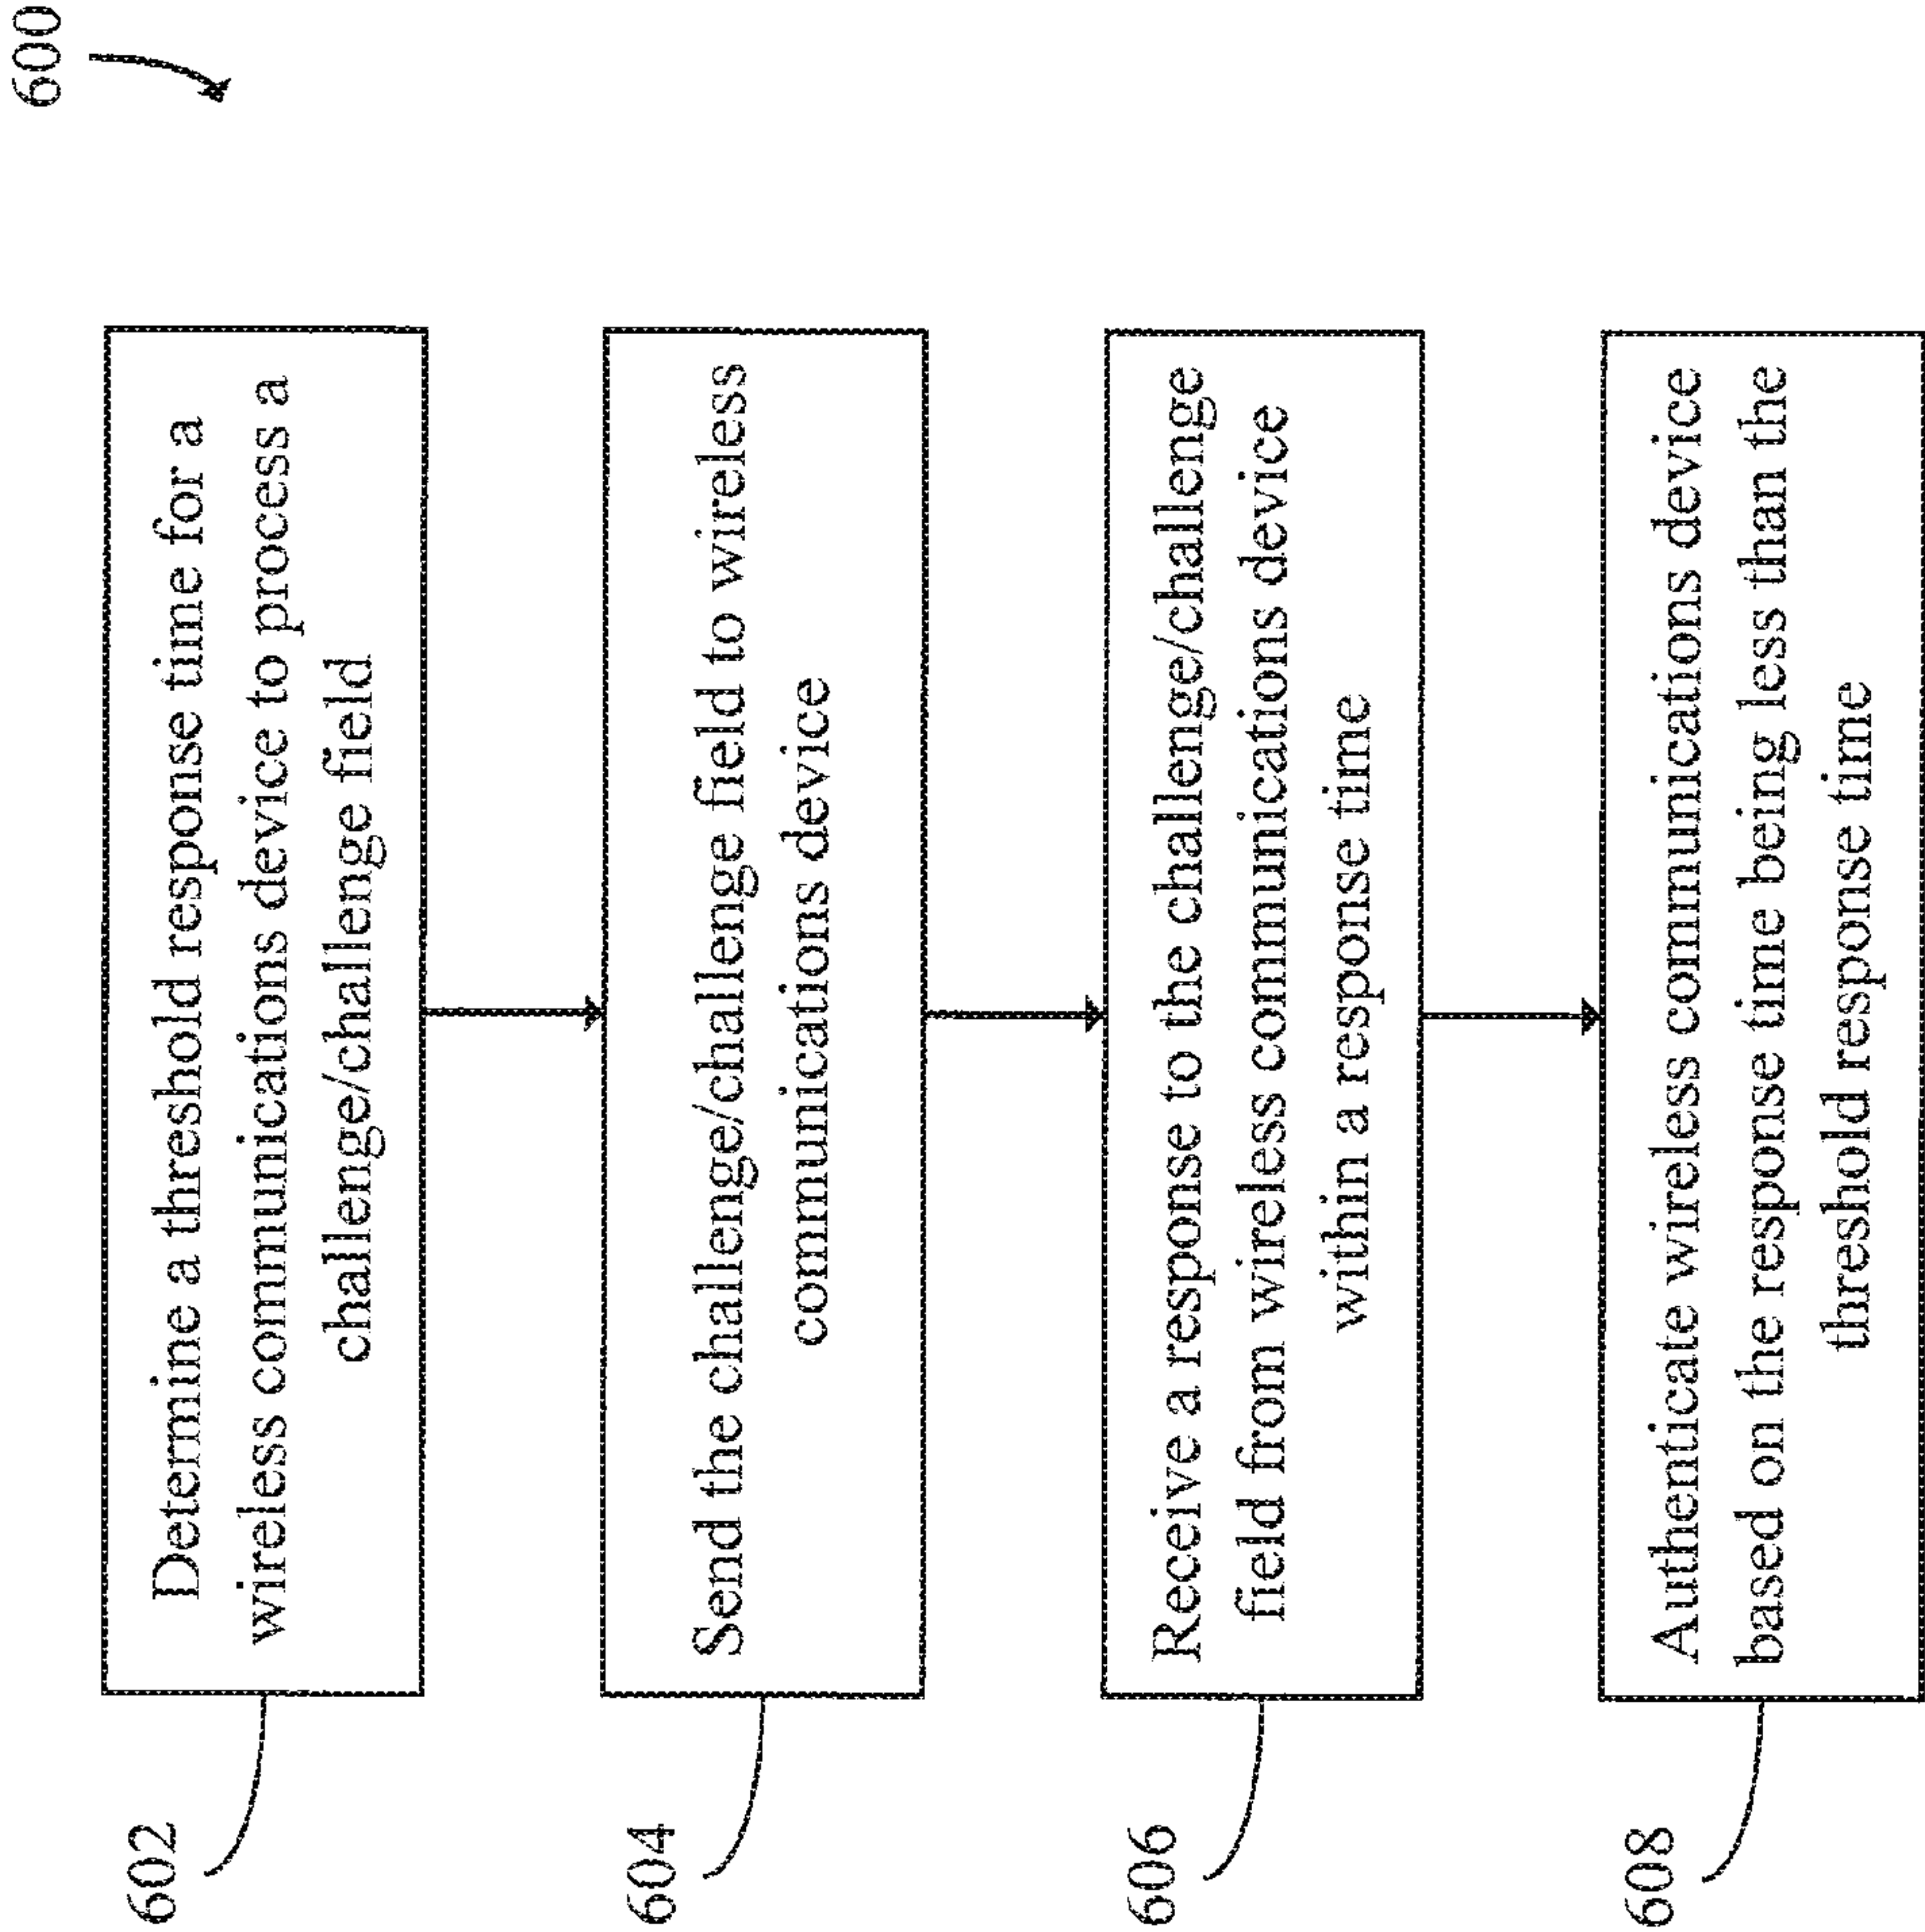 600
602
Determine a threshold response time for a
wireless communications device to process a
challenge/challenge field
604
Send the challenge/challenge field to wireless
communications device
606
Receive a response to the challenge/challenge
field from wireless communications device
within a response time
608
Authenticate wireless communications device
based on the response time being less than the
threshold response time